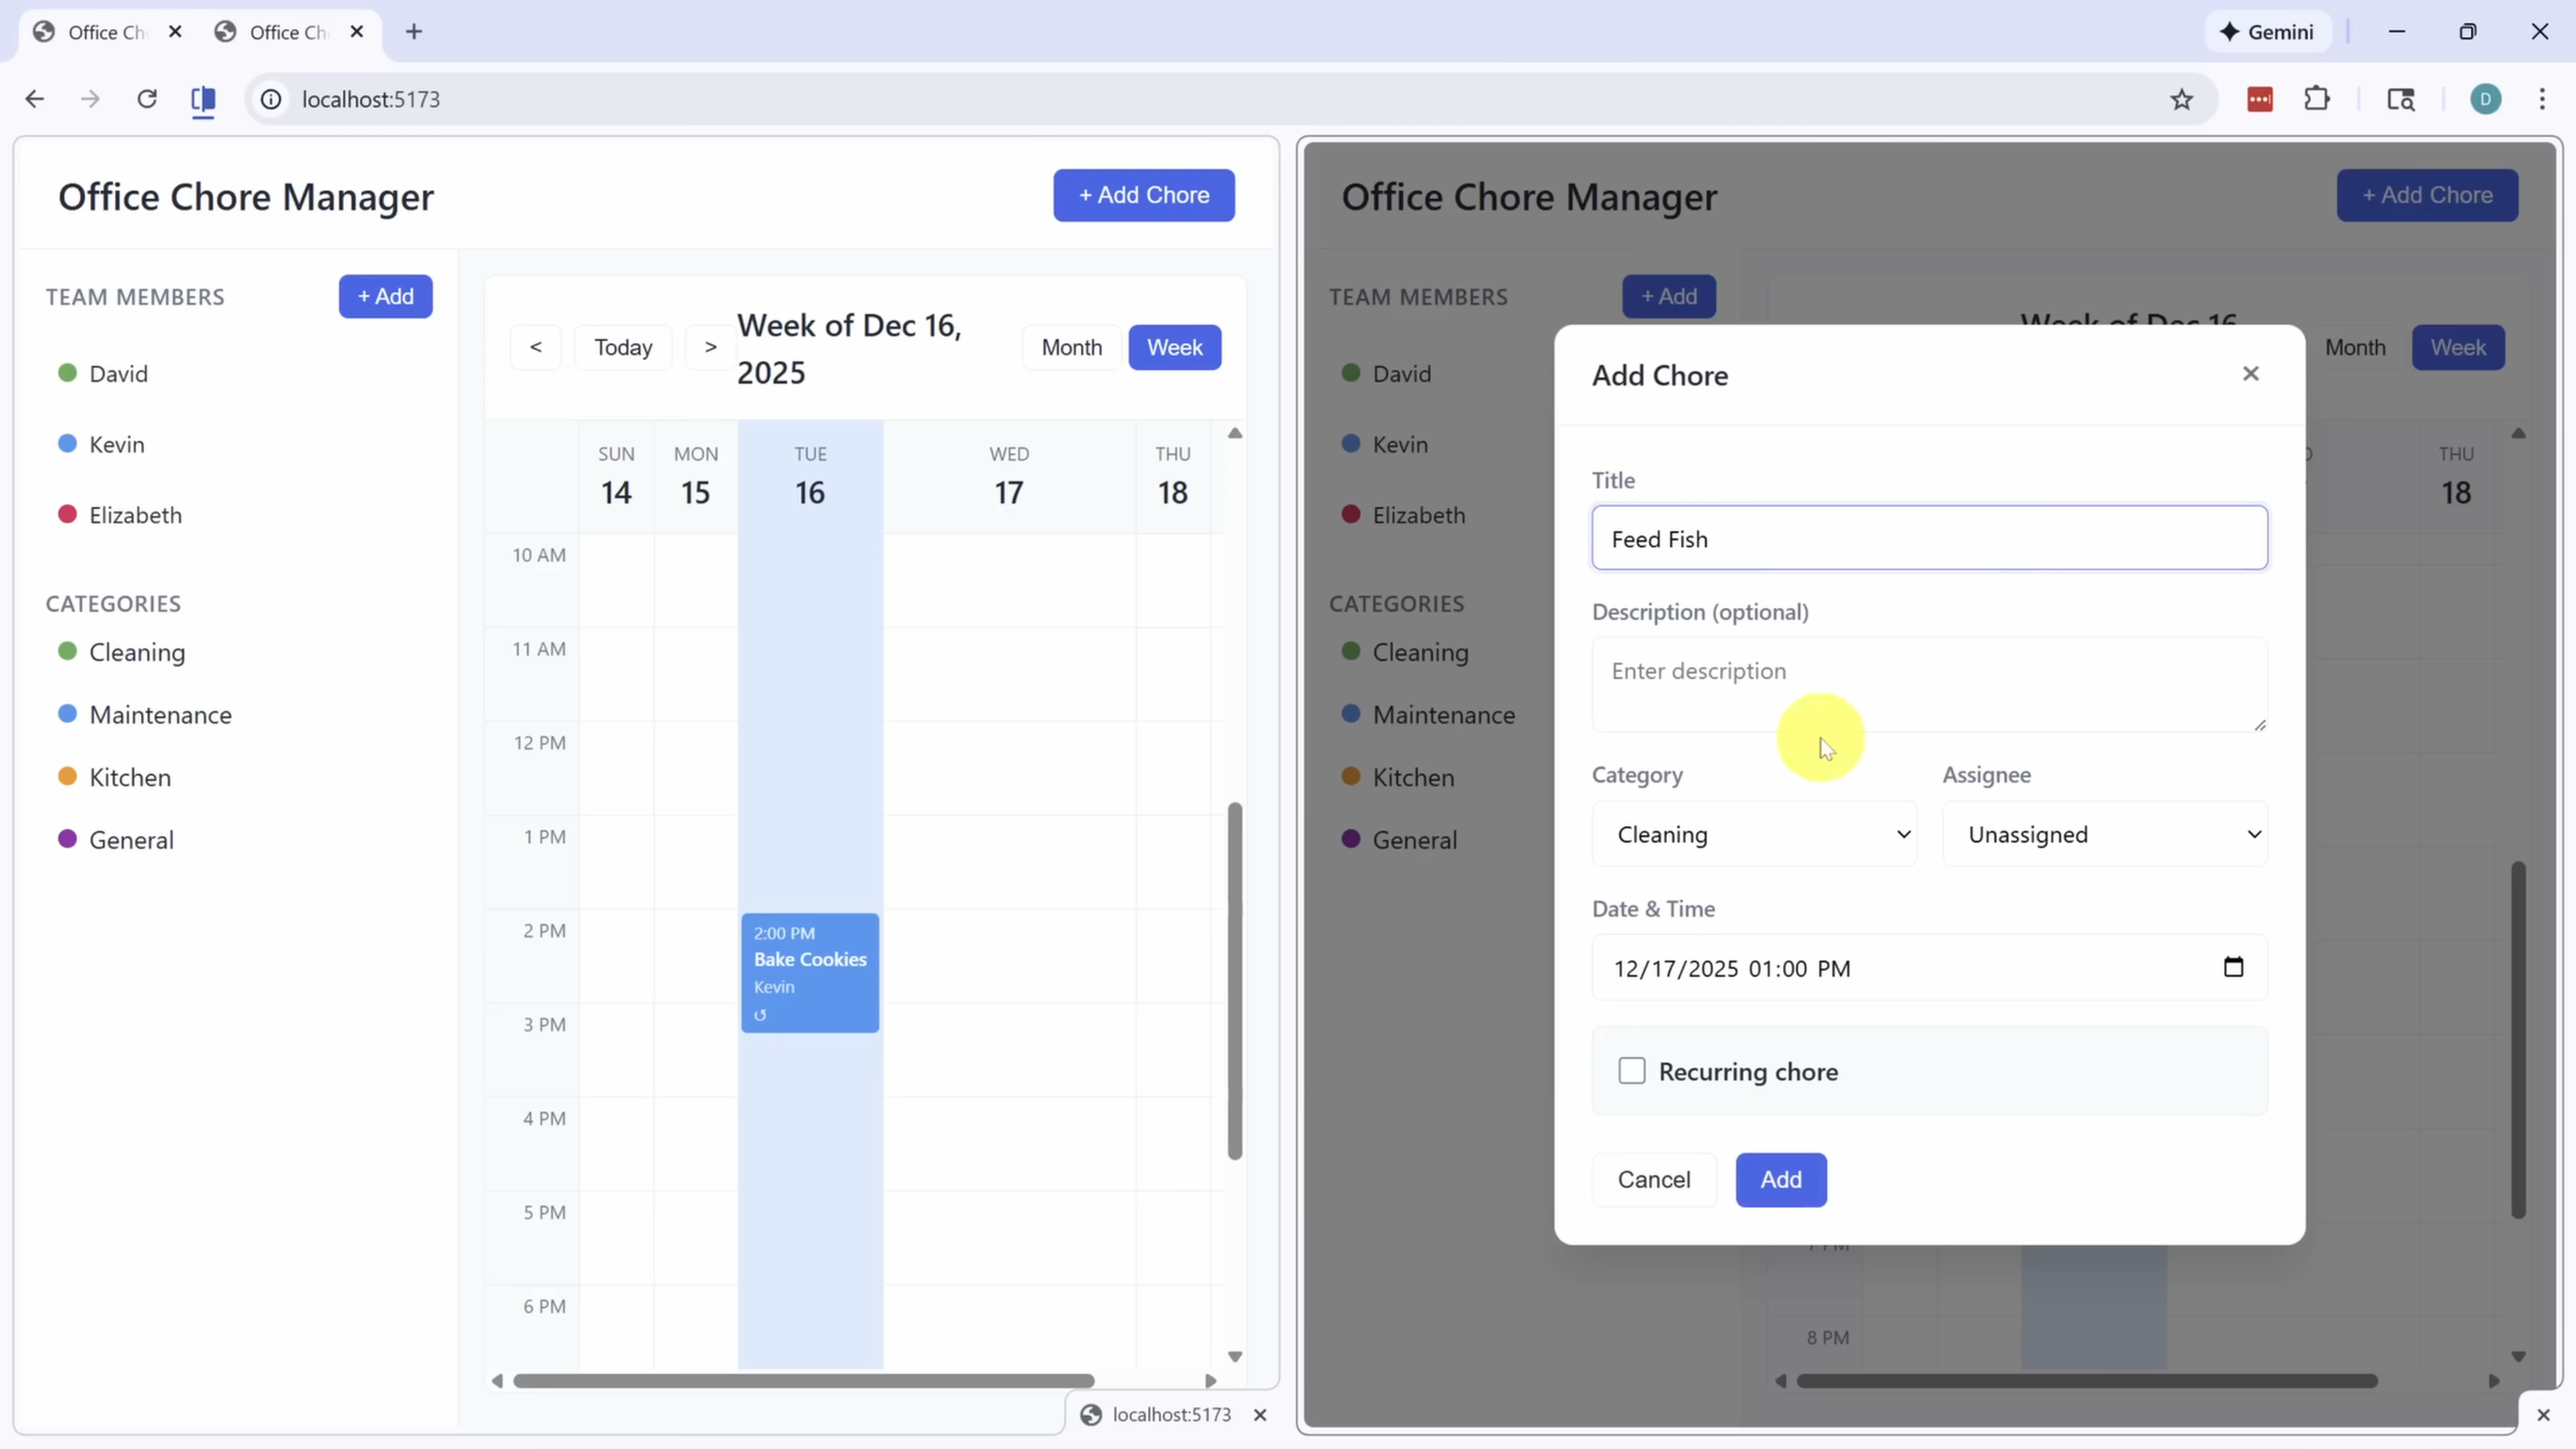 Office Ch
Office Ch
Gemini
localhost:5173
D
Office Chore Manager
+ Add Chore
TEAM MEMBERS
+ Add
David
Kevin
Elizabeth
CATEGORIES
Cleaning
Maintenance
Kitchen
General
<
Today
>
Week of Dec 16,
2025
Month
Week
SUN
14
MON
15
TUE
16
WED
17
THU
18
10 AM
11 AM
12 PM
1 PM
2 PM
3 PM
4 PM
5 PM
6 PM
2:00 PM
Bake Cookies
Kevin
localhost:5173
Office Chore Manager
+ Add Chore
TEAM MEMBERS
+ Add
David
Kevin
Elizabeth
CATEGORIES
Cleaning
Maintenance
Kitchen
General
Week of Dec 16,
Month
Week
THU
18
7 PM
8 PM
Add Chore
Title
Feed Fish
Description (optional)
Enter description
Category
Assignee
Cleaning
Unassigned
Date & Time
12/17/2025 01:00 PM
Recurring chore
Cancel
Add